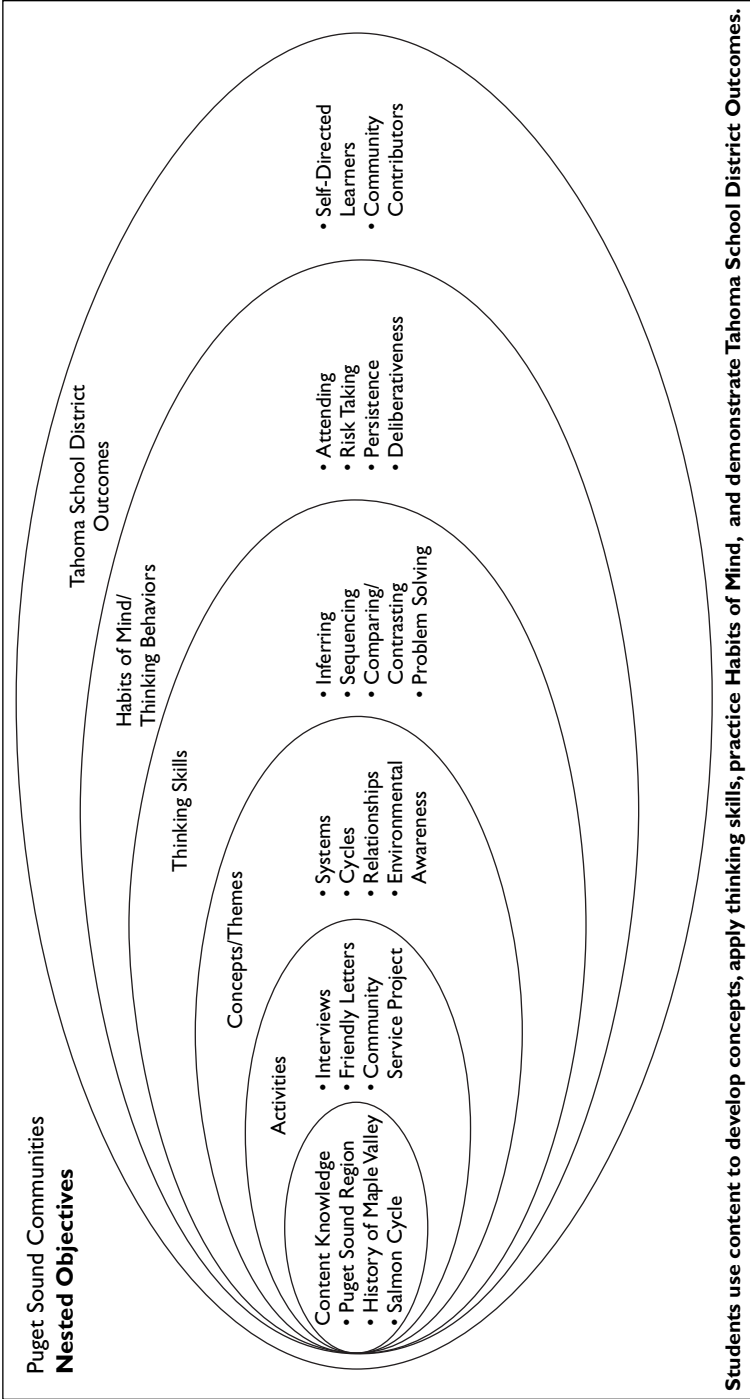 Puget Sound Communities
Nested Objectives
Content Knowledge
• Puget Sound Region
• History of Maple Valley
• Salmon Cycle
Activities
• Interviews
• Friendly Letters
• Community
Service Project
Concepts/Themes
• Systems
• Cycles
• Relationships
• Environmental
Awareness
Thinking Skills
• Inferring
• Sequencing
• Comparing/
Contrasting
• Problem Solving
Habits of Mind/
Thinking Behaviors
• Attending
• Risk Taking
• Persistence
• Deliberativeness
Tahoma School District
Outcomes
• Self-Directed
Learners
• Community
Contributors
Students use content to develop concepts, apply thinking skills, practice Habits of Mind, and demonstrate Tahoma School District Outcomes.